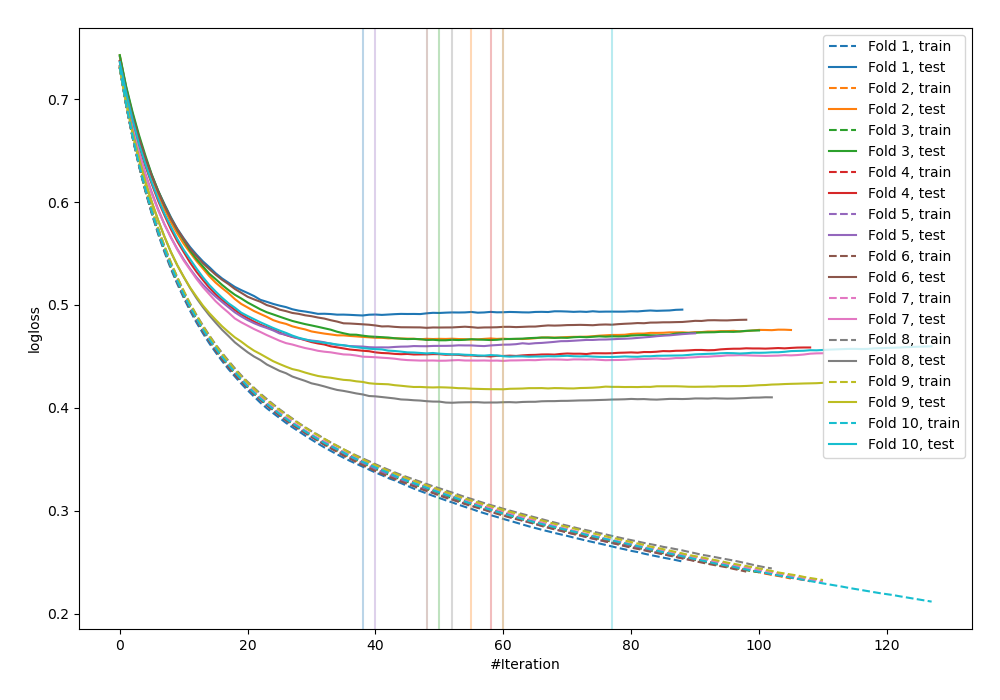 0.7
0.6
0.5
0.4
0.3
0.2
logloss
0
20
40
60
80
100
120
#Iteration
Fold 1, train
Fold 1, test
Fold 2, train
Fold 2, test
Fold 3, train
Fold 3, test
Fold 4, train
Fold 4, test
Fold 5, train
Fold 5, test
Fold 6, train
Fold 6, test
Fold 7, train
Fold 7, test
Fold 8, train
Fold 8, test
Fold 9, train
Fold 9, test
Fold 10, train
Fold 10, test